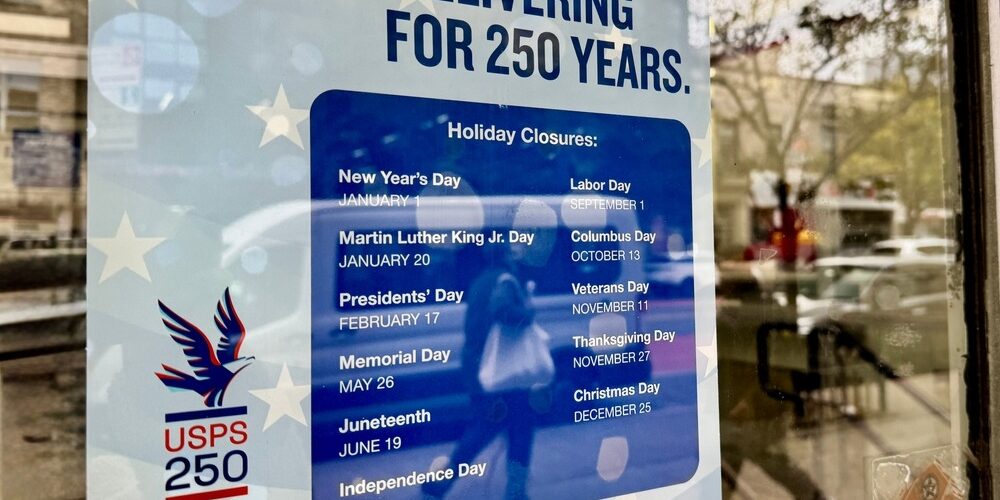 FOR 250 YEARS.
Holiday Closures:
New Year's Day
JANUARY 1
Martin Luther King Jr. Day
JANUARY 20
Presidents' Day
FEBRUARY 17
Memorial Day
MAY 26
Juneteenth
JUNE 19
Independence Day
Labor Day
SEPTEMBER 1
Columbus Day
OCTOBER 13
Veterans Day
NOVEMBER 11
Thanksgiving Day
NOVEMBER 27
Christmas Day
DECEMBER 25
USPS
250